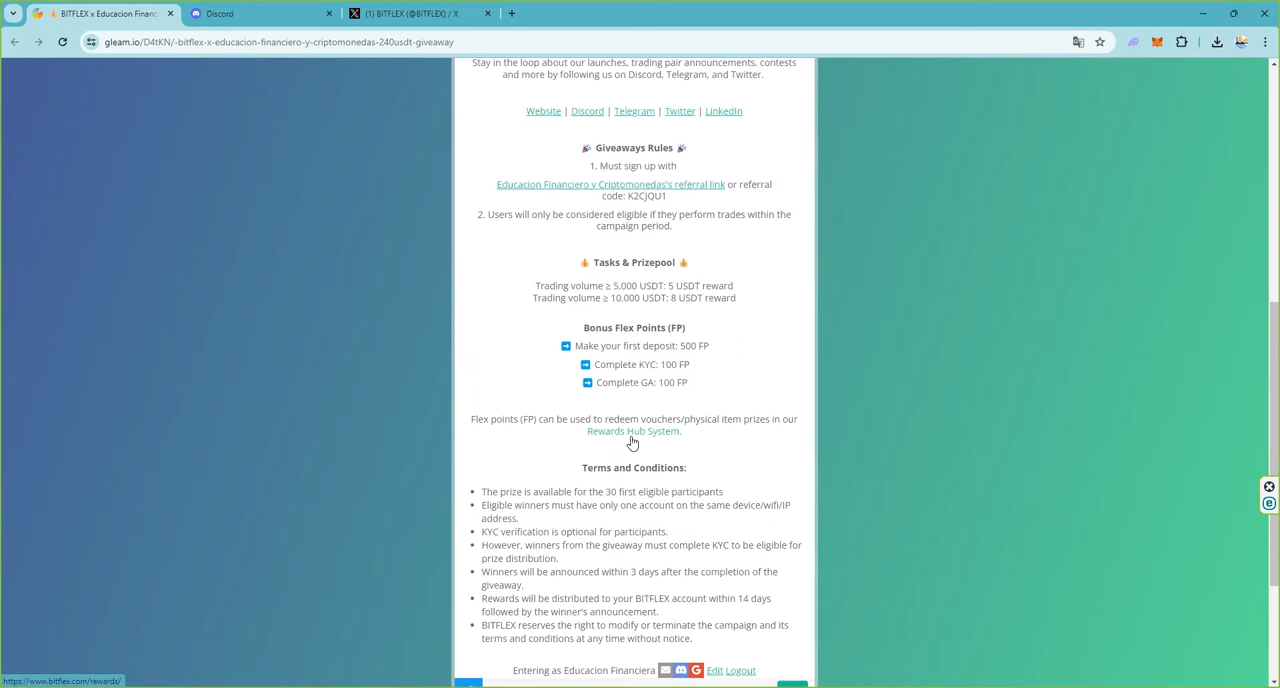 BITFLEX x Educacion Financi
Discord
(1) BITFLEX (@BITFLEX) / X
gleam.io/D4tKN/-bitflex-x-educacion-financiero-y-criptomonedas-240usdt-giveaway
Stay in the loop about our launches, trading pair announcements, contests
and more by following us on Discord, Telegram, and Twitter.
Website | Discord | Telegram | Twitter | LinkedIn
Giveaways Rules
1. Must sign up with
Educacion Financiero y Criptomonedas's referral link or referral
code: K2CJQU1
2. Users will only be considered eligible if they perform trades within the
campaign period.
Tasks & Prizepool
Trading volume ≥ 5,000 USDT: 5 USDT reward
Trading volume ≥ 10,000 USDT: 8 USDT reward
Bonus Flex Points (FP)
Make your first deposit: 500 FP
Complete KYC: 100 FP
Complete GA: 100 FP
Flex points (FP) can be used to redeem vouchers/physical item prizes in our
Rewards Hub System.
Terms and Conditions:
• The prize is available for the 30 first eligible participants
• Eligible winners must have only one account on the same device/wifi/IP
address.
• KYC verification is optional for participants.
• However, winners from the giveaway must complete KYC to be eligible for
prize distribution.
• Winners will be announced within 3 days after the completion of the
giveaway.
• Rewards will be distributed to your BITFLEX account within 14 days
followed by the winner's announcement.
• BITFLEX reserves the right to modify or terminate the campaign and its
terms and conditions at any time without notice.
Entering as Educacion Financiera G Edit Logout
https://www.bitflex.com/rewards/